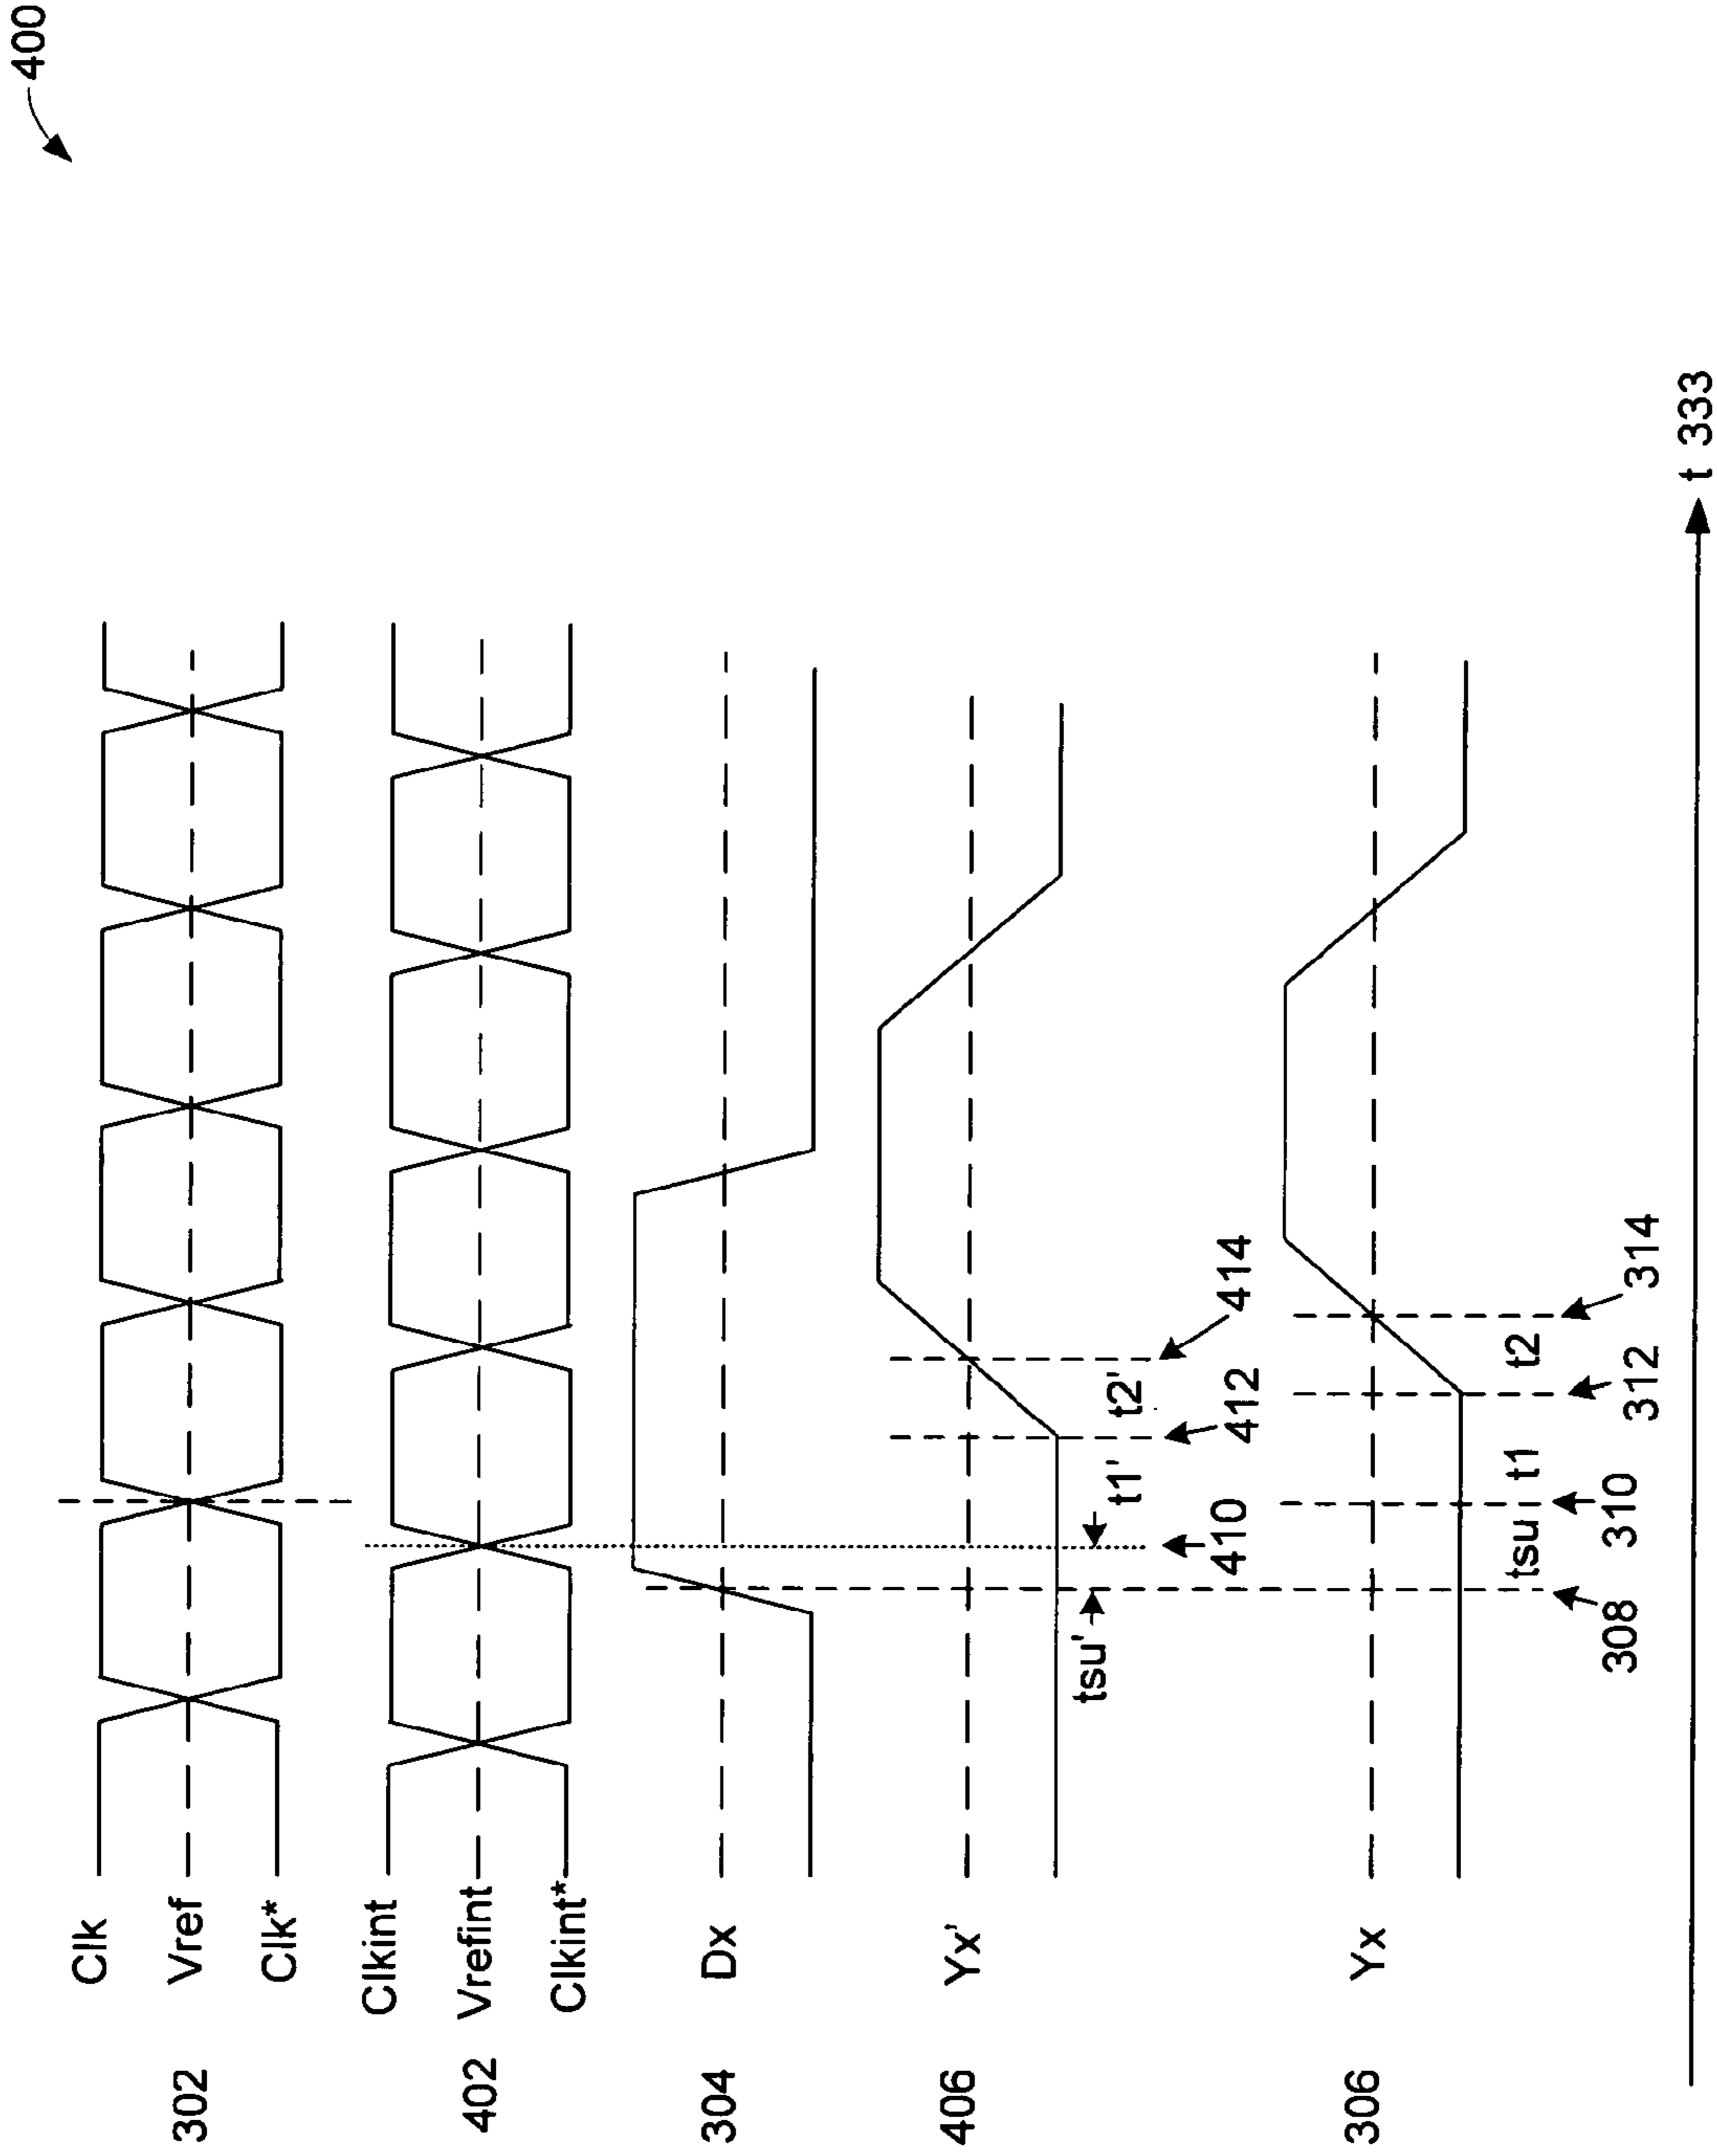 400
302 Clk
Vref
Clk*
402 Clkint
Vrefint
Clkint*
304 Dx
406 Yx'
tsu' t1' t2'
410 412 414
306 Yx
tsu t1 t2
308 310 312 314
t 333